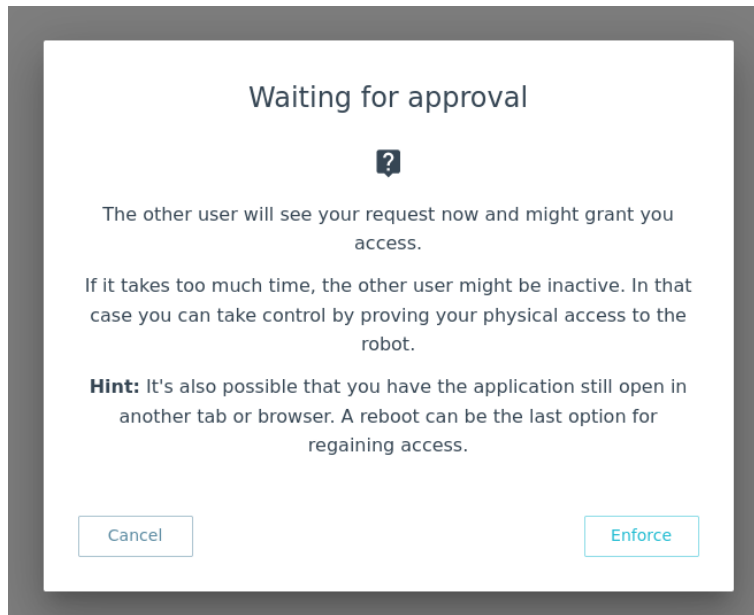 Waiting for approval
?
The other user will see your request now and might grant you
access.
If it takes too much time, the other user might be inactive. In that
case you can take control by proving your physical access to the
robot.
Hint: It's also possible that you have the application still open in
another tab or browser. A reboot can be the last option for
regaining access.
Cancel
Enforce